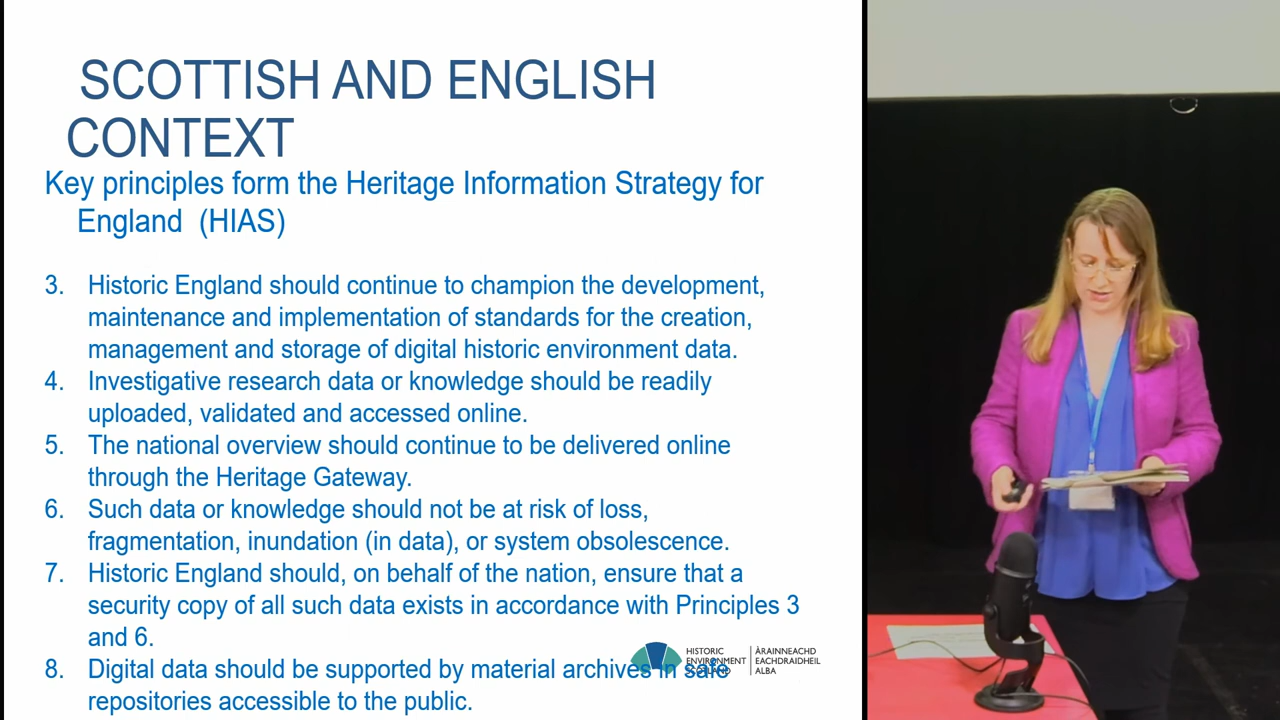 SCOTTISH AND ENGLISH
CONTEXT
Key principles form the Heritage Information Strategy for
England (HIAS)
3. Historic England should continue to champion the development,
maintenance and implementation of standards for the creation,
management and storage of digital historic environment data.
4. Investigative research data or knowledge should be readily
uploaded, validated and accessed online.
5. The national overview should continue to be delivered online
through the Heritage Gateway.
6. Such data or knowledge should not be at risk of loss,
fragmentation, inundation (in data), or system obsolescence.
7. Historic England should, on behalf of the nation, ensure that a
security copy of all such data exists in accordance with Principles 3
and 6.
8. Digital data should be supported by material archives in safe
repositories accessible to the public.
HISTORIC
ENVIRONMENT
SCOTLAND
ÀRAINNEACHD
EACHDRAIDHEIL
ALBA